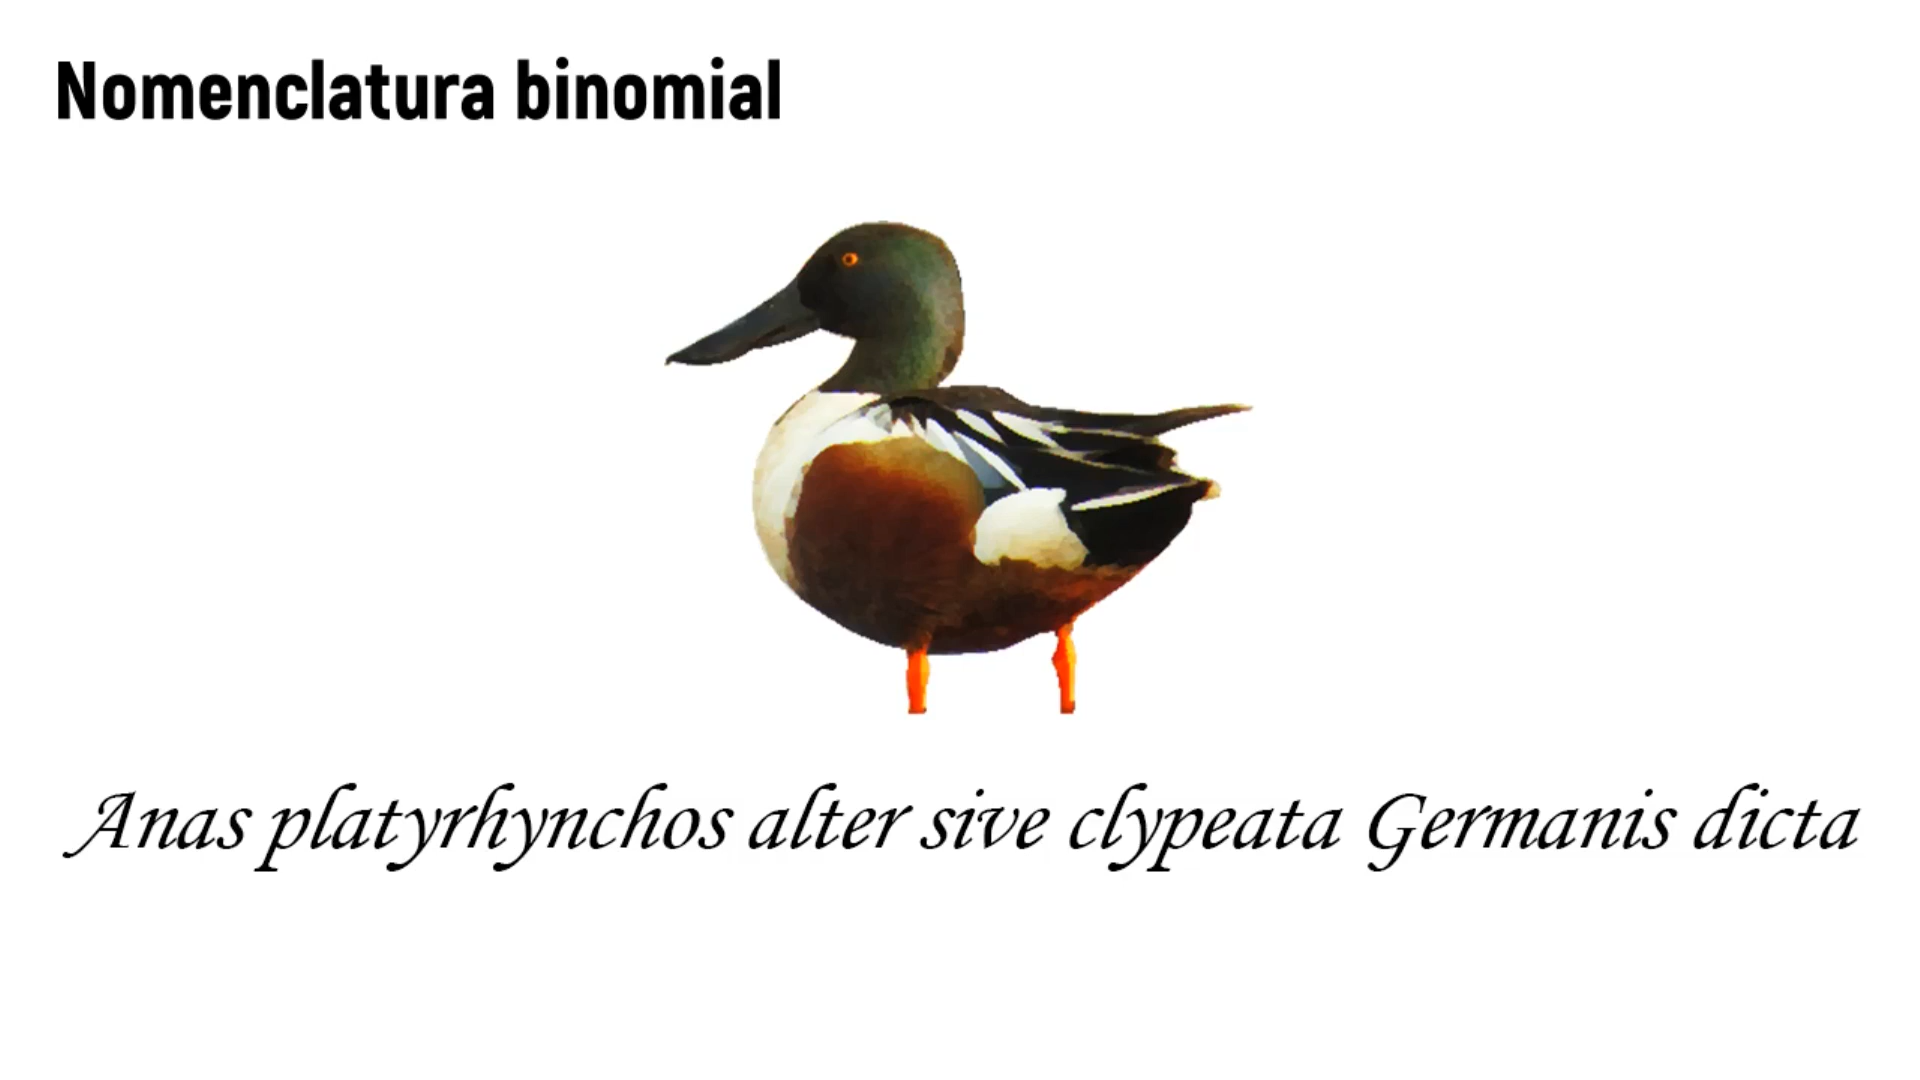 Nomenclatura binomial
Anas platyrhynchos alter sive clypeata Germanis dicta